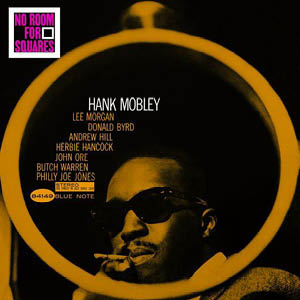 NO ROOM
FOR
SQUARES
HANK MOBLEY
LEE MORGAN
DONALD BYRD
ANDREW HILL
HERBIE HANCOCK
JOHN ORE
BUTCH WARREN
PHILLY JOE JONES
STEREO
84149 BLUE NOTE